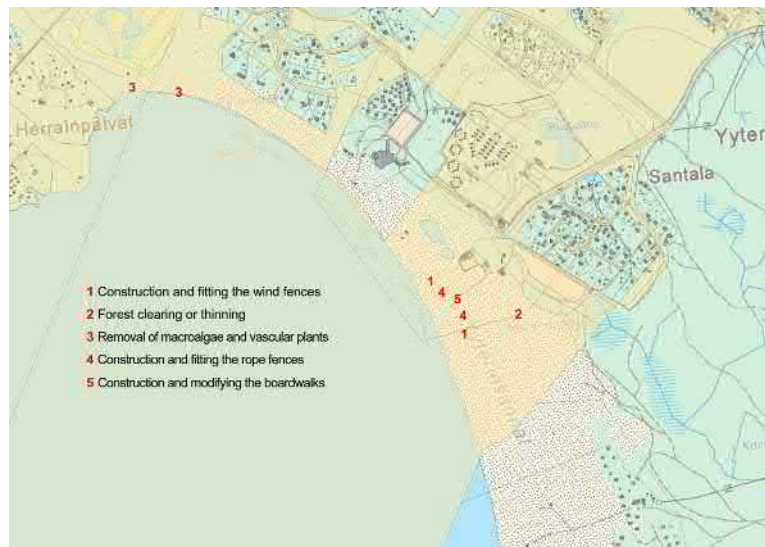 3
3
Herrainpäivät
Yyter
Santala
1
4
5
4
2
1
1 Construction and fitting the wind fences
2 Forest clearing or thinning
3 Removal of macroalgae and vascular plants
4 Construction and fitting the rope fences
5 Construction and modifying the boardwalks